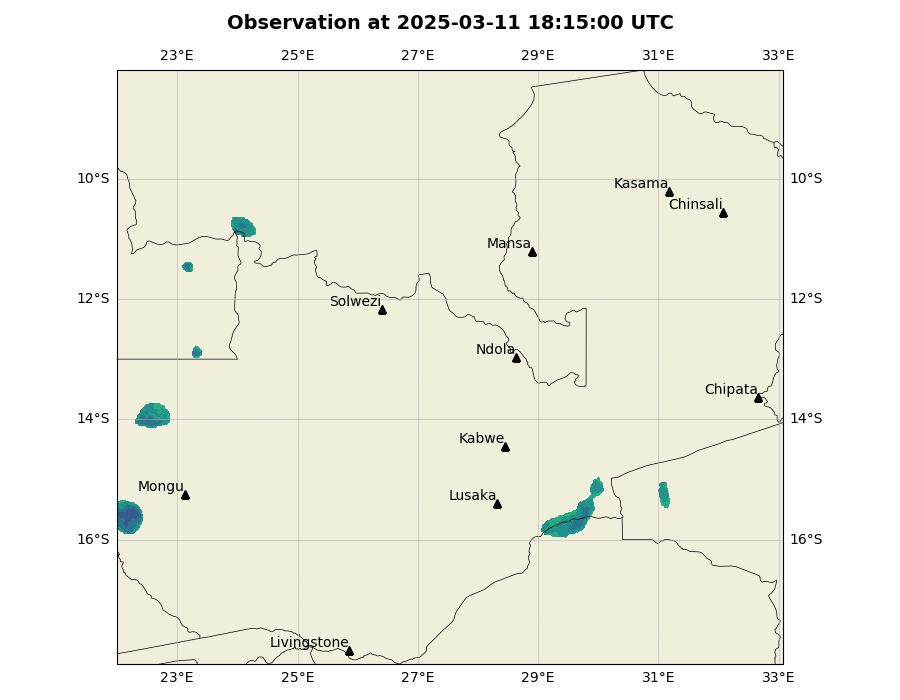 Observation at 2025-03-11 18:15:00 UTC
23°E 25°E 27°E 29°E 31°E 33°E
10°S 10°S
Kasama
Chinsali
Mansa
12°S 12°S
Solwezi
Ndola
Chipata
14°S 14°S
Kabwe
Mongu
Lusaka
16°S 16°S
Livingstone
23°E 25°E 27°E 29°E 31°E 33°E